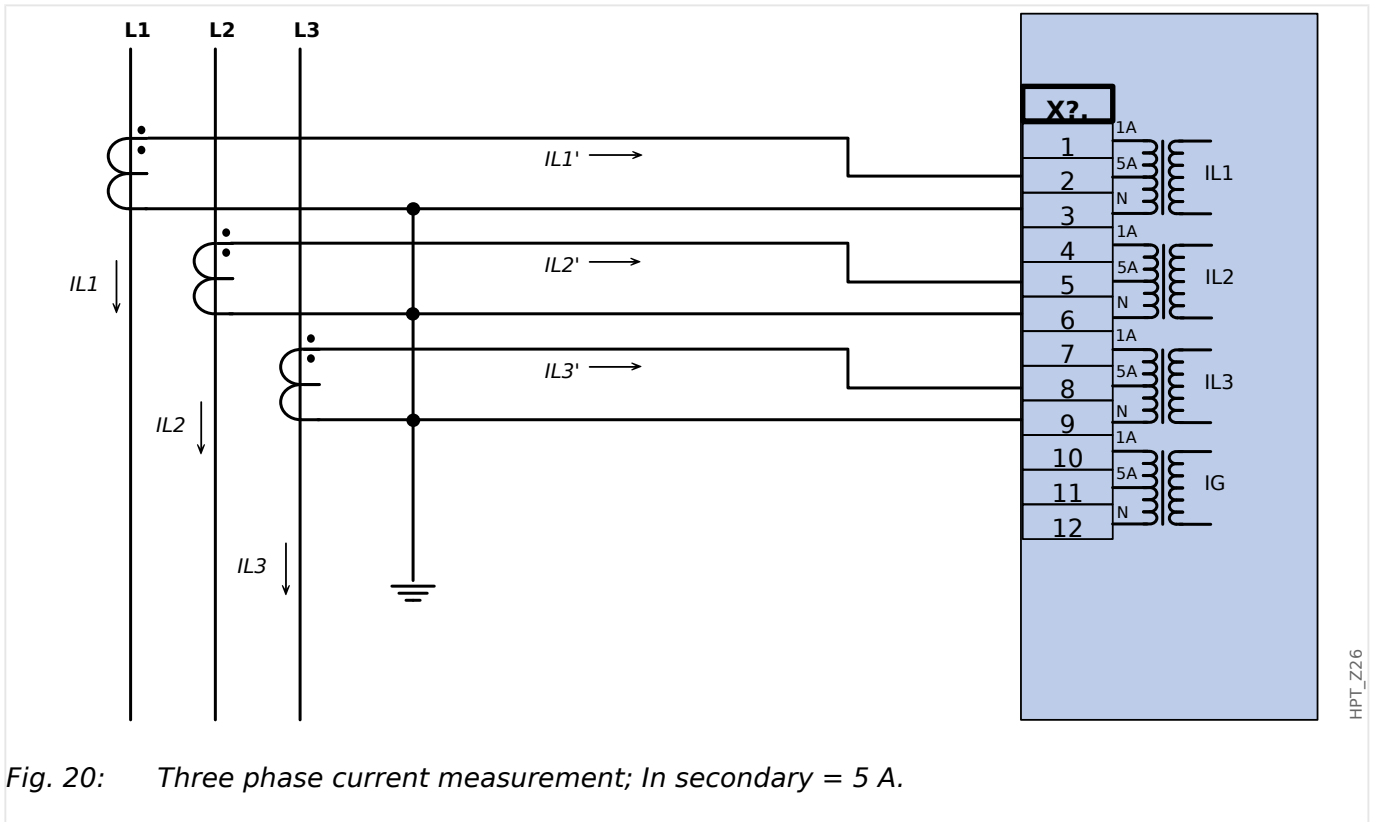 L1 L2 L3
X?.
1A
1
IL1'
5A
IL1
2
N
3
1A
4
IL2'
5A
IL2
IL1
5
N
6
1A
7
IL3'
5A
IL3
8
N
IL2
9
1A
10
5A
IG
11
N
12
IL3
HPT_Z26
Fig. 20: Three phase current measurement; In secondary = 5 A.